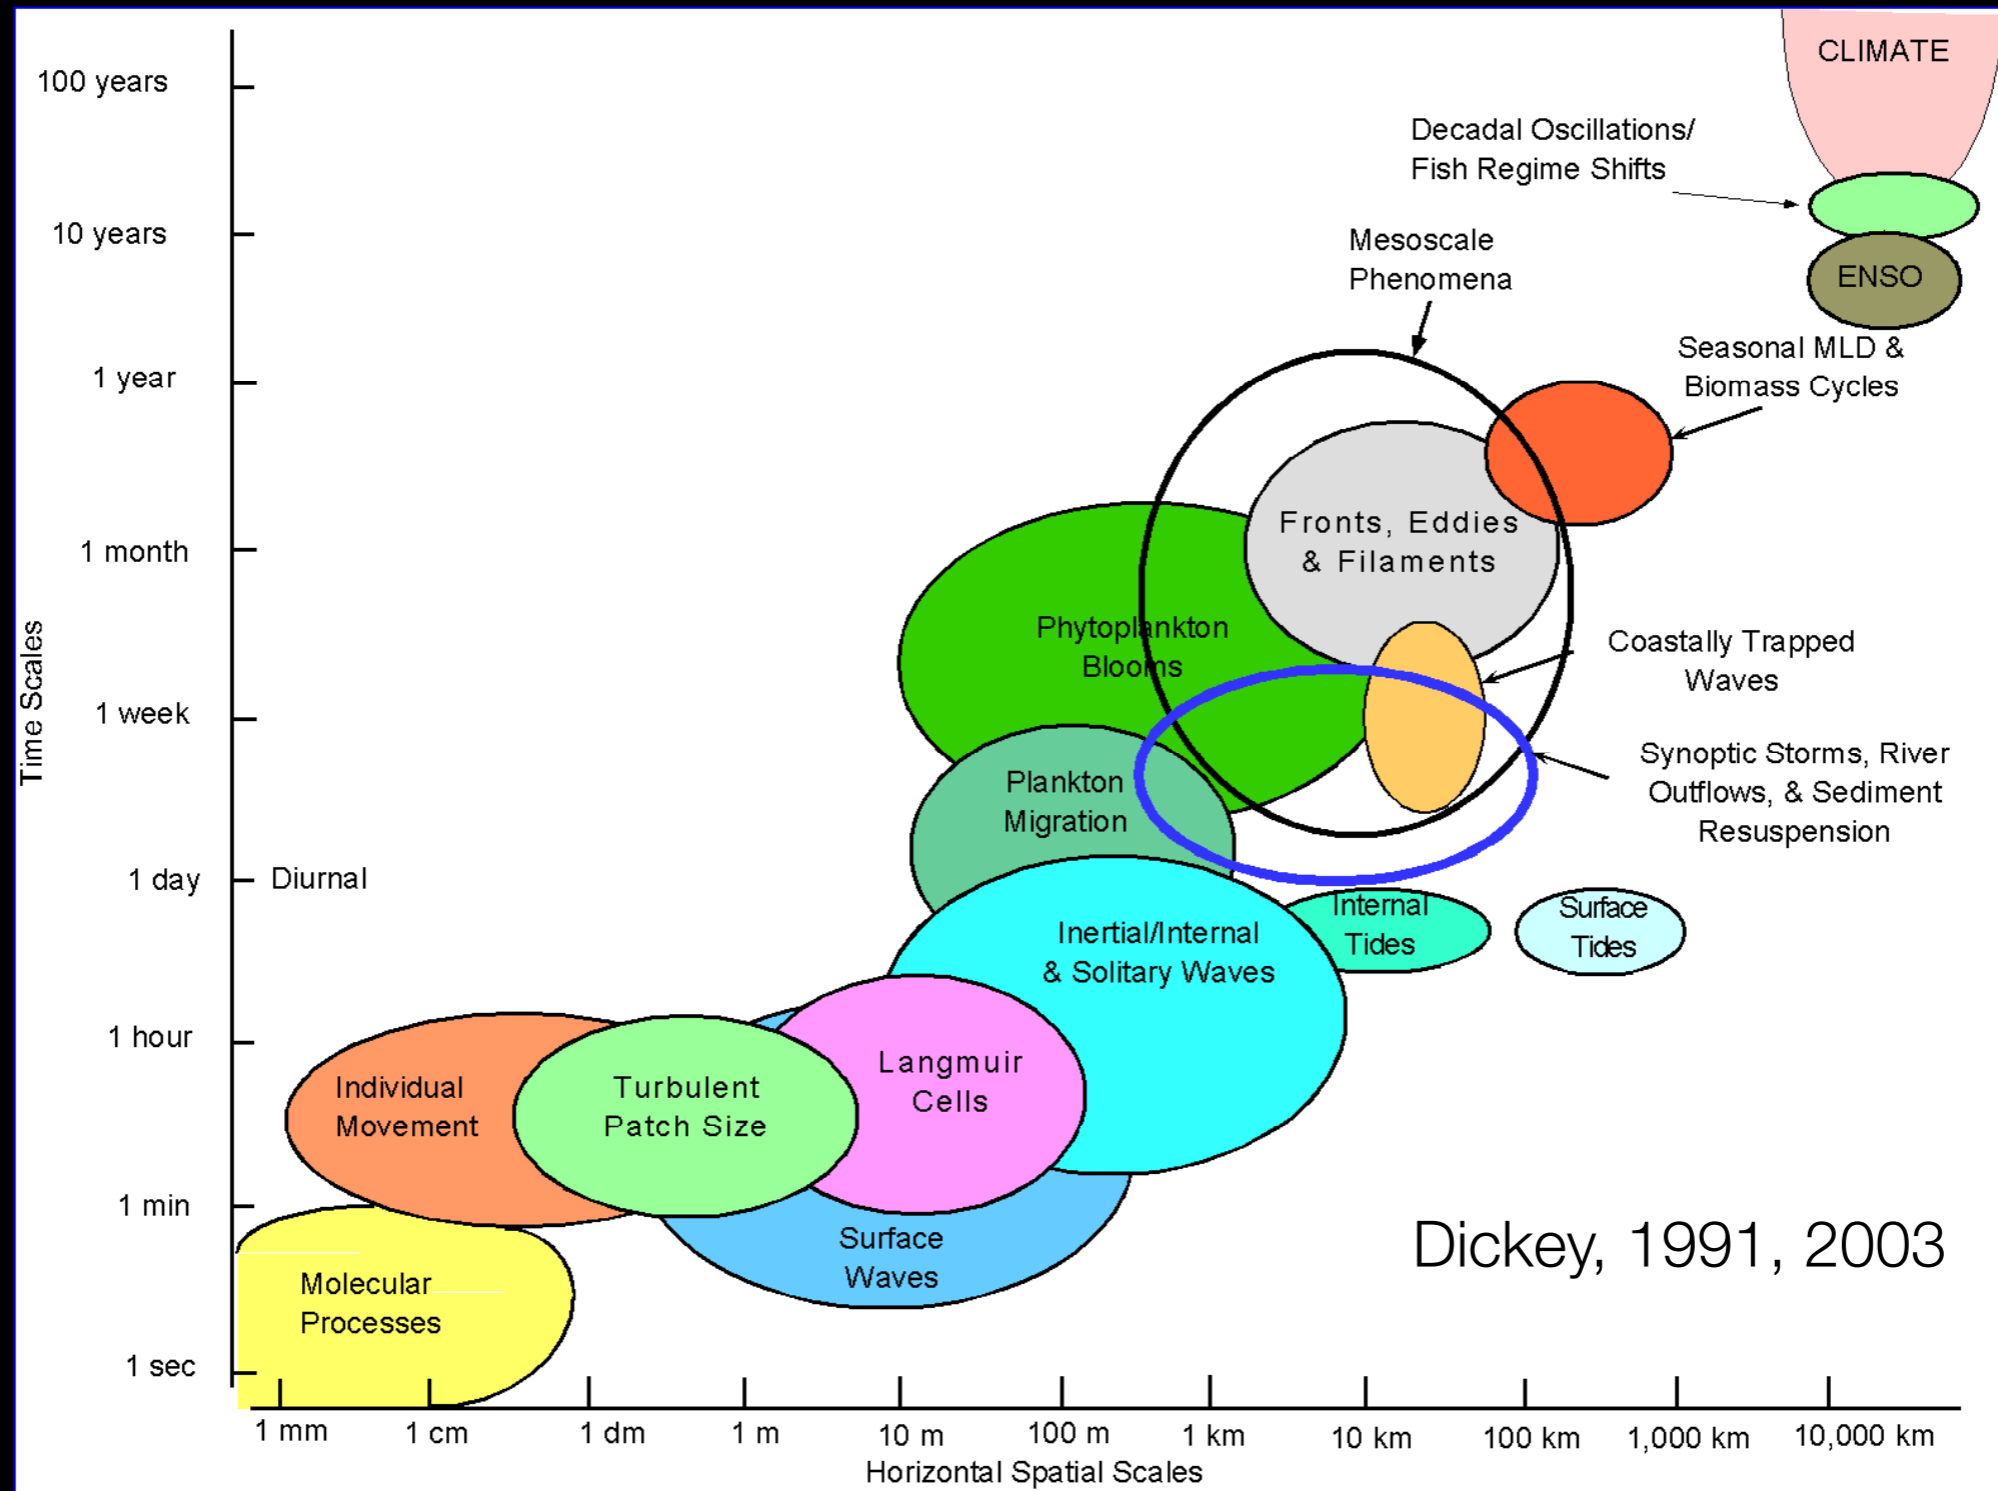 CLIMATE
100 years
Decadal Oscillations/
Fish Regime Shifts
10 years
Mesoscale
Phenomena
ENSO
Seasonal MLD &
Biomass Cycles
1 year
Fronts, Eddies
& Filaments
1 month
Phytoplankton
Blooms
Coastally Trapped
Waves
Time Scales
1 week
Synoptic Storms, River
Outflows, & Sediment
Resuspension
Plankton
Migration
1 day
Diurnal
Internal
Tides
Surface
Tides
Inertial/Internal
& Solitary Waves
1 hour
Individual
Movement
Turbulent
Patch Size
Langmuir
Cells
1 min
Surface
Waves
Dickey, 1991, 2003
Molecular
Processes
1 sec
1 mm
1 cm
1 dm
1 m
10 m
100 m
1 km
10 km
100 km
1,000 km
10,000 km
Horizontal Spatial Scales